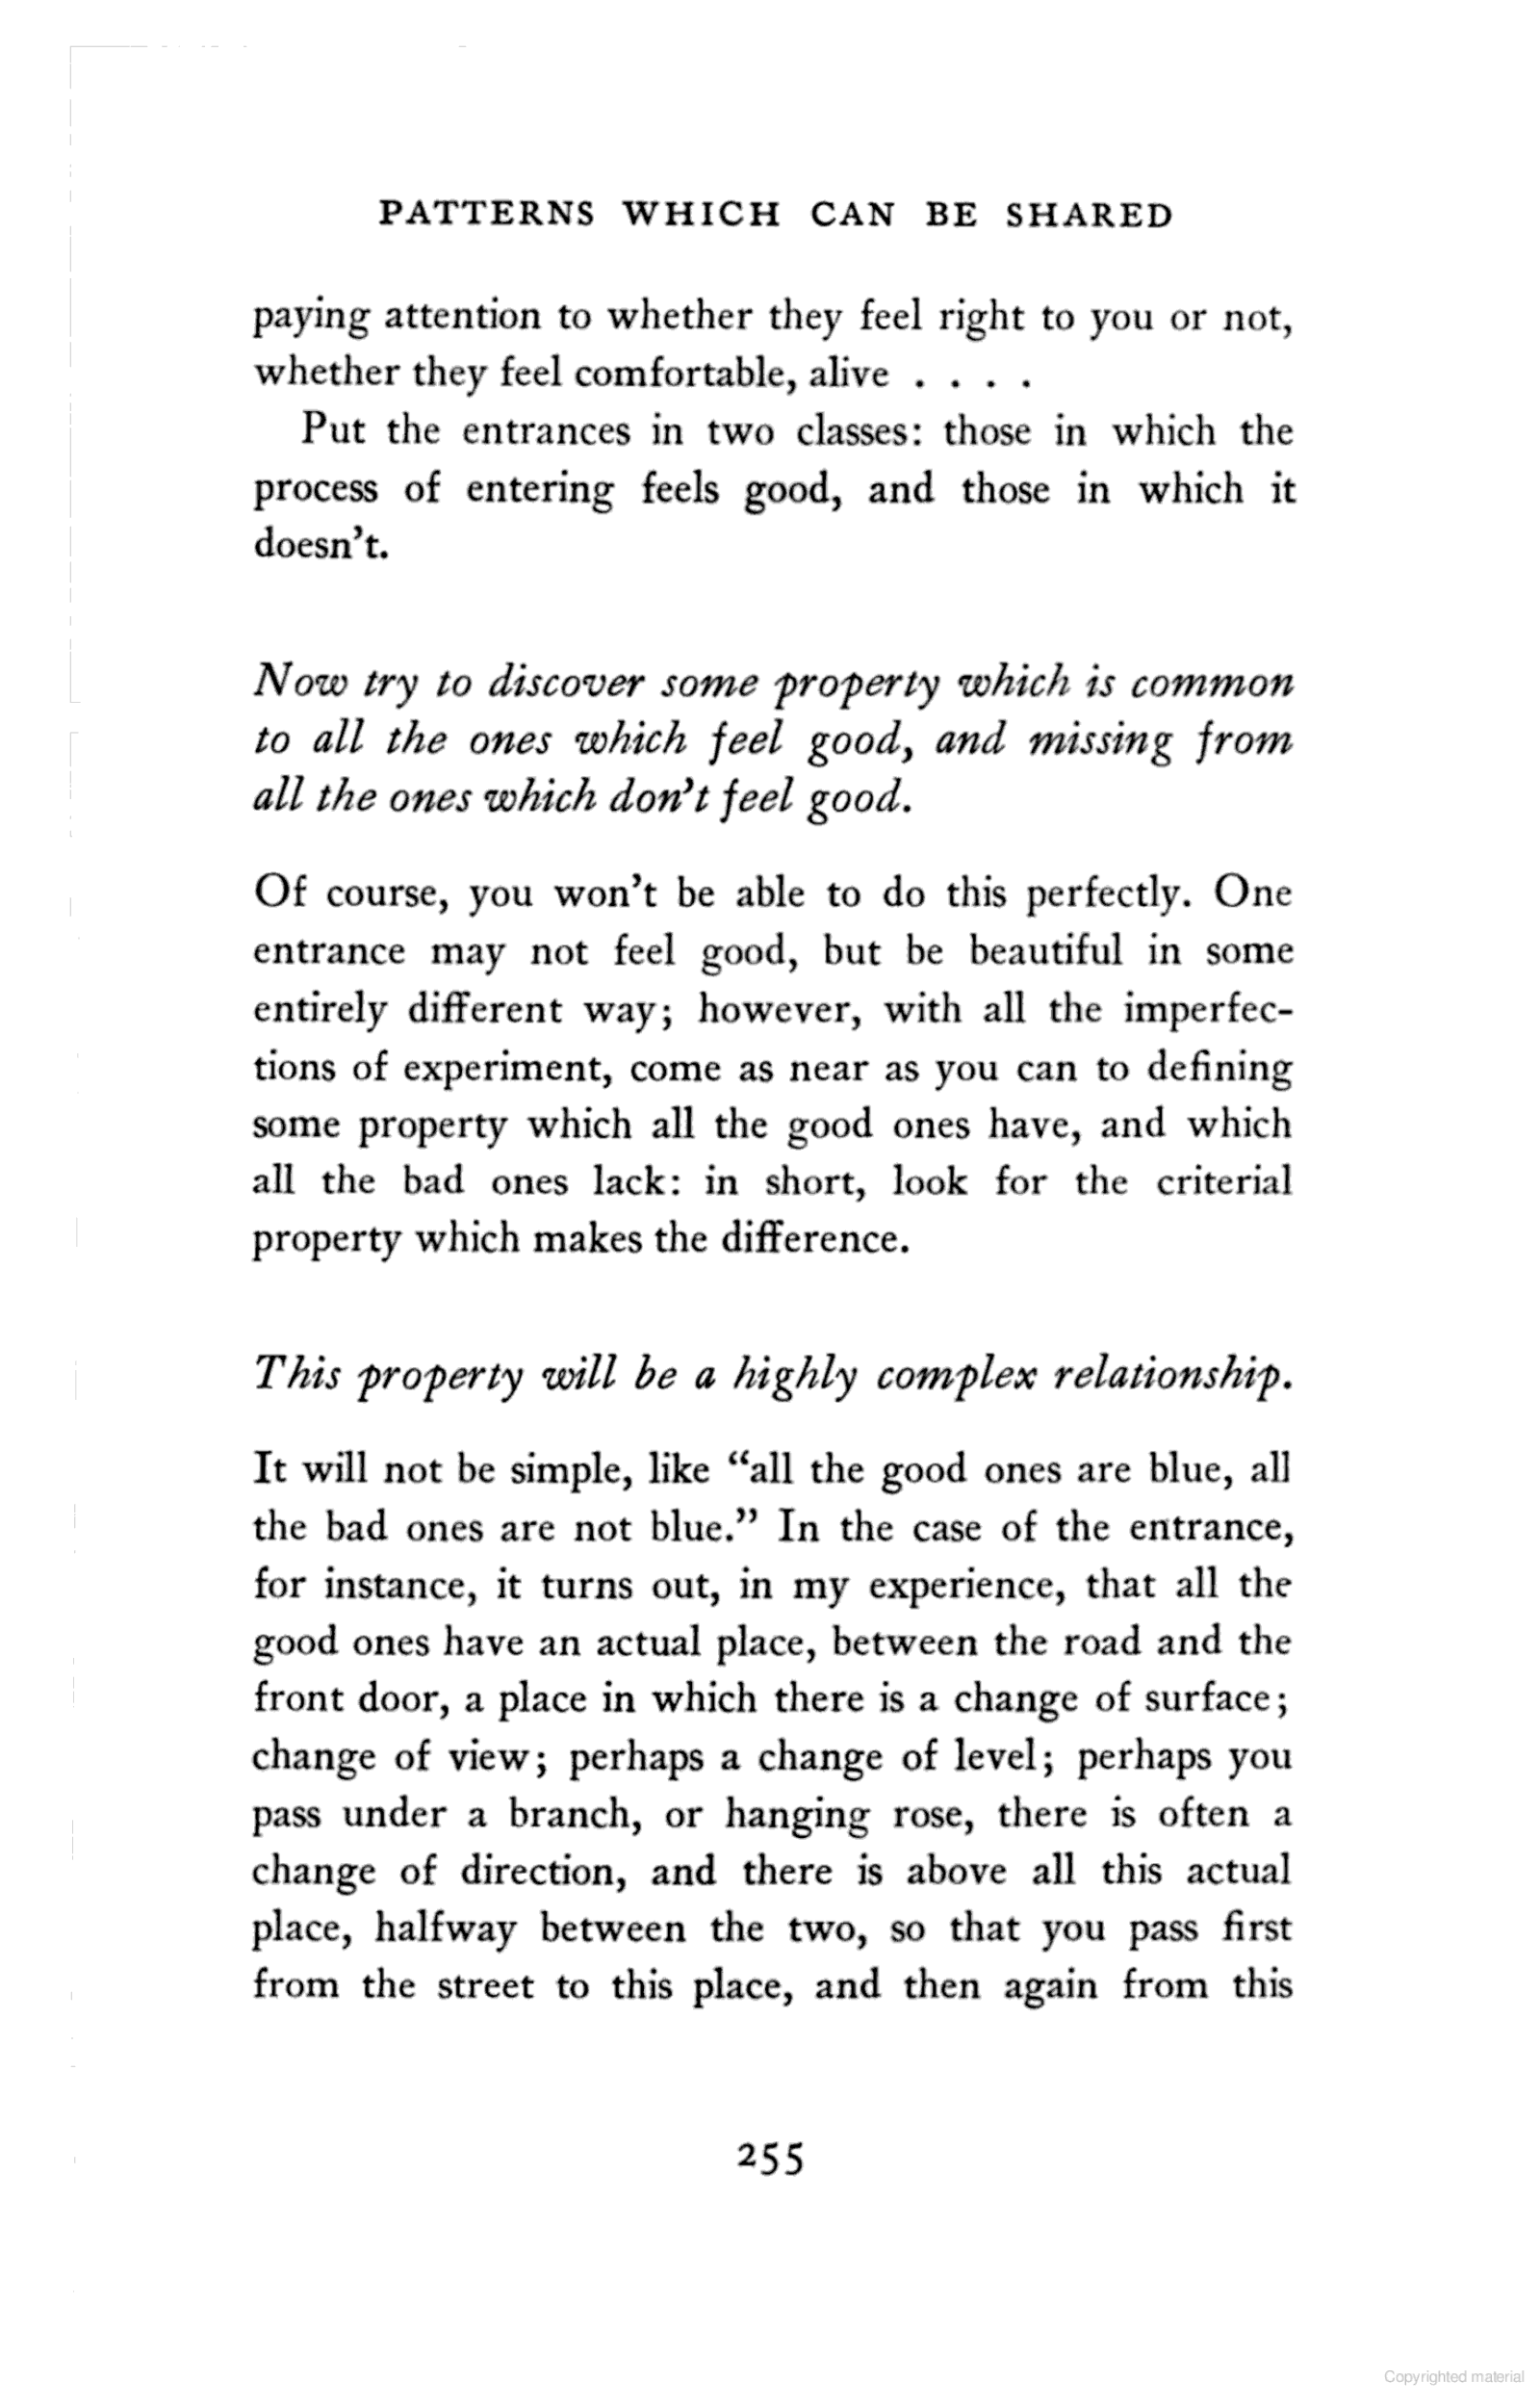 PATTERNS WHICH CAN BE SHARED
paying attention to whether they feel right to you or not,
whether they feel comfortable, alive . . . .
Put the entrances in two classes: those in which the
process of entering feels good, and those in which it
doesn't.
Now try to discover some property which is common
to all the ones which feel good, and missing from
all the ones which don't feel good.
Of course, you won't be able to do this perfectly. One
entrance may not feel good, but be beautiful in some
entirely different way; however, with all the imperfec-
tions of experiment, come as near as you can to defining
some property which all the good ones have, and which
all the bad ones lack: in short, look for the criterial
property which makes the difference.
This property will be a highly complex relationship.
It will not be simple, like “all the good ones are blue, all
the bad ones are not blue.” In the case of the entrance,
for instance, it turns out, in my experience, that all the
good ones have an actual place, between the road and the
front door, a place in which there is a change of surface;
change of view; perhaps a change of level; perhaps you
pass under a branch, or hanging rose, there is often a
change of direction, and there is above all this actual
place, halfway between the two, so that you pass first
from the street to this place, and then again from this
255
Copyrighted material